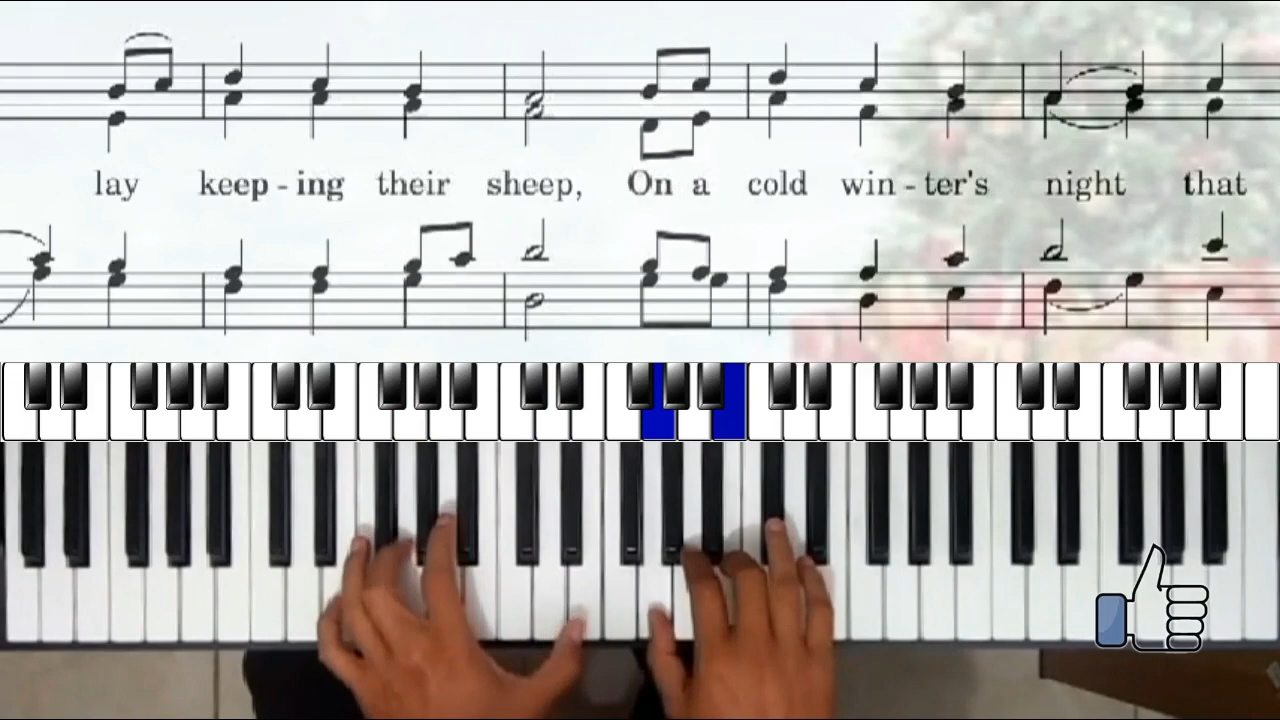 lay keep - ing their sheep, On a cold win - ter's night that